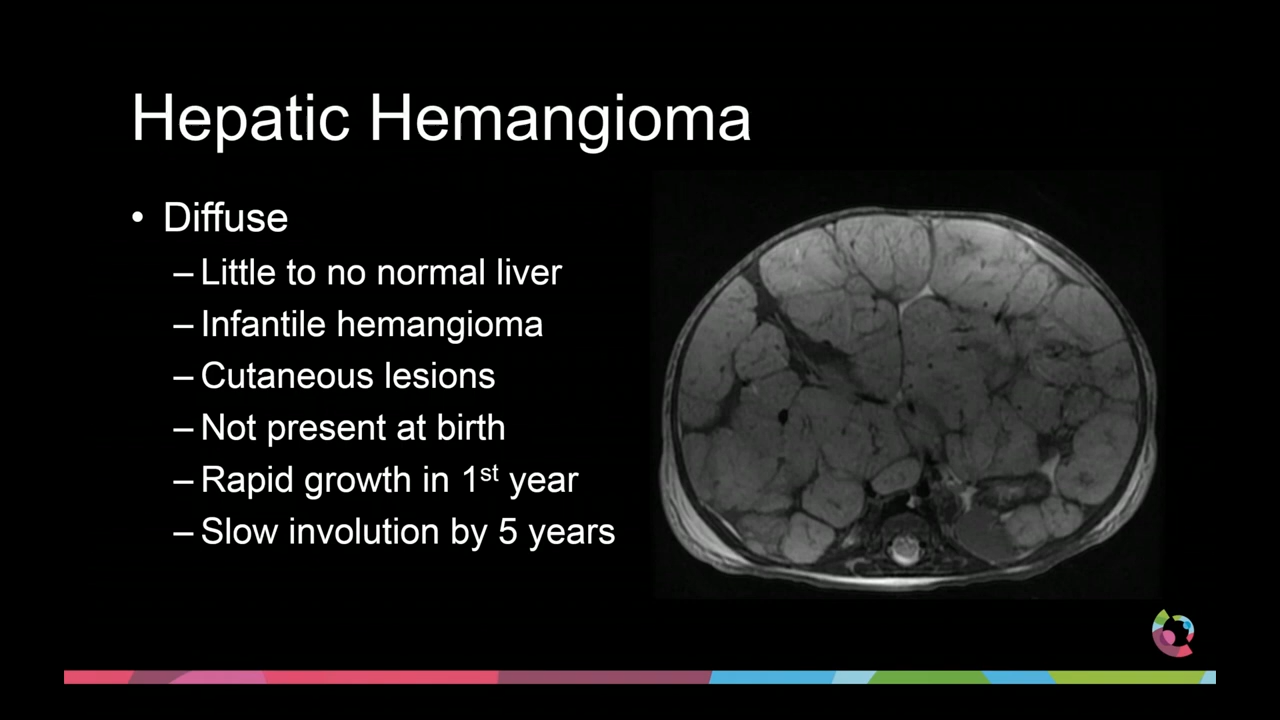 Hepatic Hemangioma
• Diffuse
– Little to no normal liver
– Infantile hemangioma
– Cutaneous lesions
– Not present at birth
– Rapid growth in 1st year
– Slow involution by 5 years